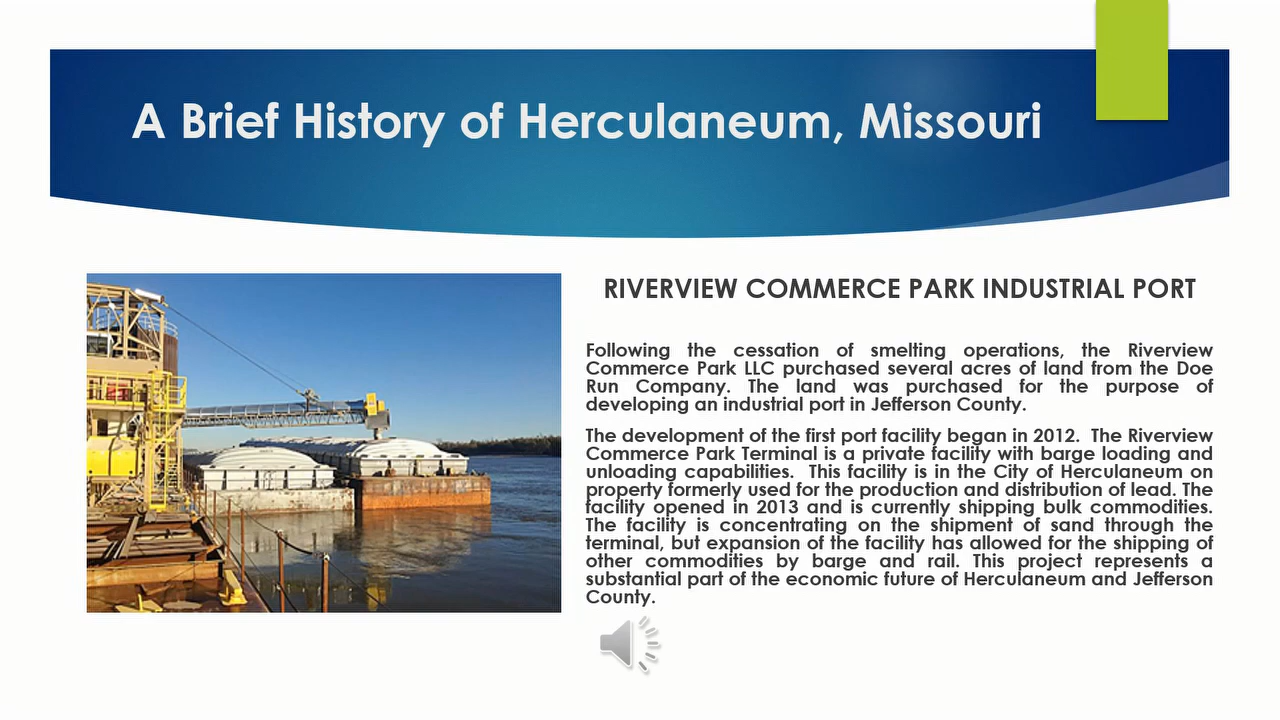 A Brief History of Herculaneum, Missouri
RIVERVIEW COMMERCE PARK INDUSTRIAL PORT
Following the cessation of smelting operations, the Riverview
Commerce Park LLC purchased several acres of land from the Doe
Run Company. The land was purchased for the purpose of
developing an industrial port in Jefferson County.
The development of the first port facility began in 2012. The Riverview
Commerce Park Terminal is a private facility with barge loading and
unloading capabilities. This facility is in the City of Herculaneum on
property formerly used for the production and distribution of lead. The
facility opened in 2013 and is currently shipping bulk commodities.
The facility is concentrating on the shipment of sand through the
terminal, but expansion of the facility has allowed for the shipping of
other commodities by barge and rail. This project represents a
substantial part of the economic future of Herculaneum and Jefferson
County.